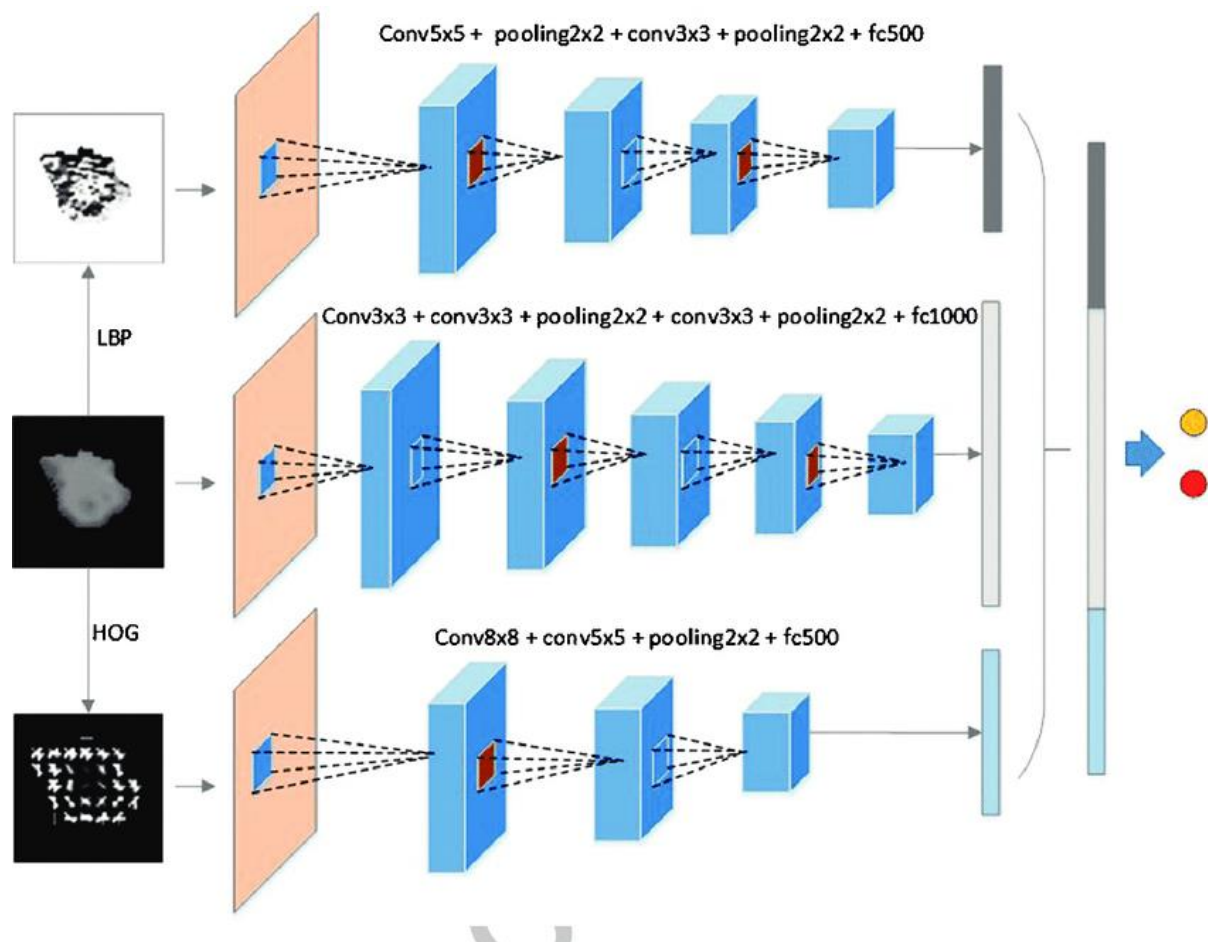 Conv5x5 + pooling2x2 + conv3x3 + pooling2x2 + fc500
LBP
Conv3x3 + conv3x3 + pooling2x2 + conv3x3 + pooling2x2 + fc1000
HOG
Conv8x8 + conv5x5 + pooling2x2 + fc500